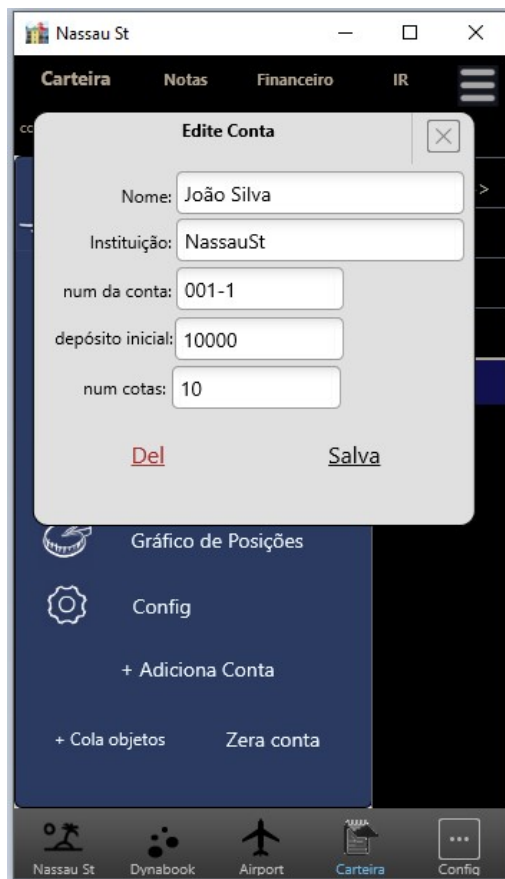 Nassau St
Carteira Notas Financeiro IR
cc
Edite Conta
>
Nome: João Silva
Instituição: NassauSt
num da conta: 001-1
depósito inicial: 10000
num cotas: 10
Del Salva
Gráfico de Posições
Config
+ Adiciona Conta
+ Cola objetos Zera conta
Nassau St Dynabook Airport Carteira Config